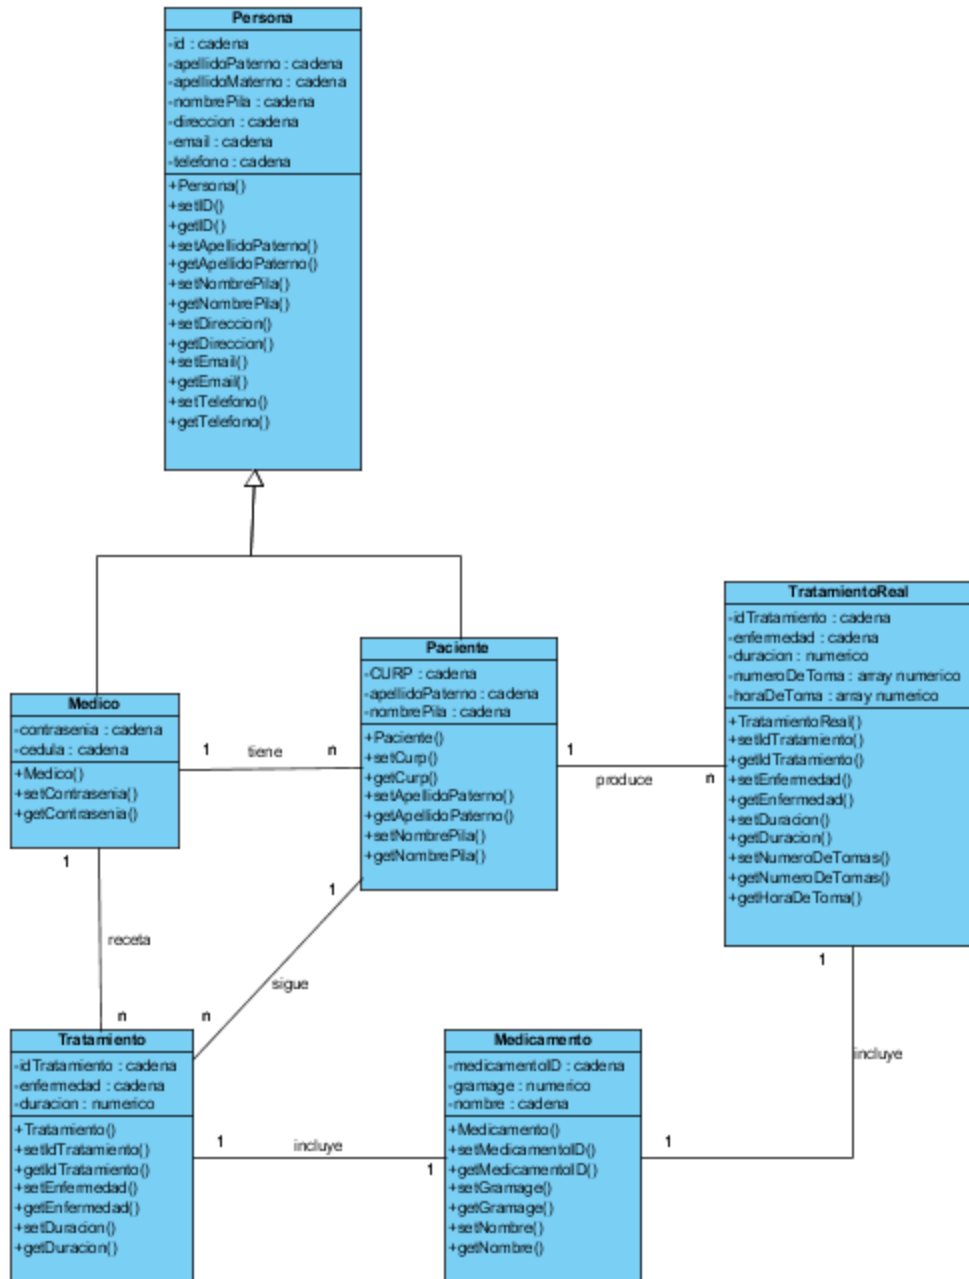 Persona
-id : cadena
-apellidoPaterno : cadena
-apellidoMaterno : cadena
-nombrePila : cadena
-direccion : cadena
-email : cadena
-telefono : cadena
+Persona()
+setID()
+getID()
+setApellidoPaterno()
+getApellidoPaterno()
+setNombrePila()
+getNombrePila()
+setDireccion()
+getDireccion()
+setEmail()
+getEmail()
+setTelefono()
+getTelefono()
Medico
-contrasenia : cadena
-cedula : cadena
+Medico()
+setContrasenia()
+getContrasenia()
1 tiene n
Paciente
-CURP : cadena
-apellidoPaterno : cadena
-nombrePila : cadena
+Paciente()
+setCurp()
+getCurp()
+setApellidoPaterno()
+getApellidoPaterno()
+setNombrePila()
+getNombrePila()
1
produce n
TratamientoReal
-idTratamiento : cadena
-enfermedad : cadena
-duracion : numerico
-numeroDeToma : array numerico
-horaDeToma : array numerico
+TratamientoReal()
+setIdTratamiento()
+getIdTratamiento()
+setEnfermedad()
+getEnfermedad()
+setDuracion()
+getDuracion()
+setNumeroDeTomas()
+getNumeroDeTomas()
+getHoraDeToma()
1
receta
n
1
sigue
n
1
incluye
1
Tratamiento
-idTratamiento : cadena
-enfermedad : cadena
-duracion : numerico
+Tratamiento()
+setIdTratamiento()
+getIdTratamiento()
+setEnfermedad()
+getEnfermedad()
+setDuracion()
+getDuracion()
1 incluye 1
Medicamento
-medicamentoID : cadena
-gramage : numerico
-nombre : cadena
+Medicamento()
+setMedicamentoID()
+getMedicamentoID()
+setGramage()
+getGramage()
+setNombre()
+getNombre()